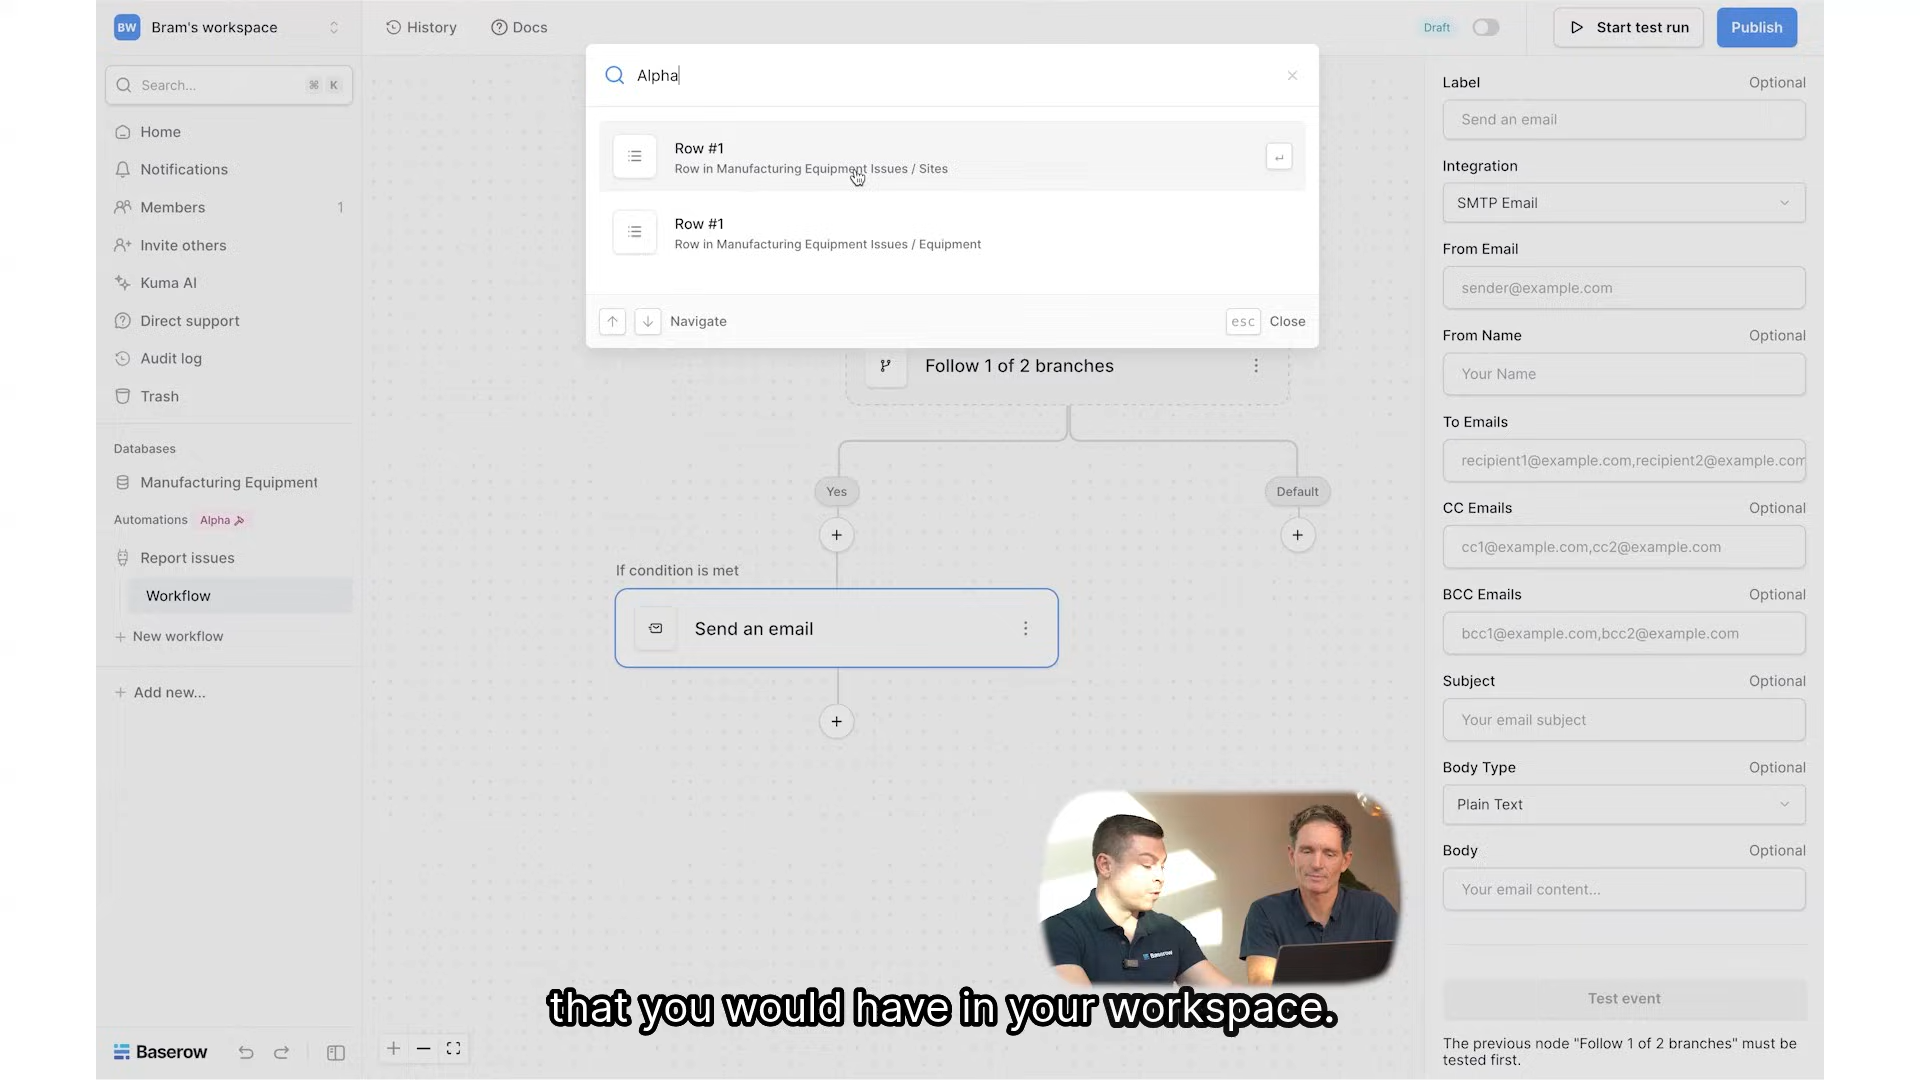 BW
Bram's workspace
History
Docs
Draft
Start test run
Publish
Search...
⌘ K
Home
Notifications
Members
1
Invite others
Kuma AI
Direct support
Audit log
Trash
Databases
Manufacturing Equipment
Automations
Alpha
Report issues
Workflow
+ New workflow
+ Add new...
Baserow
Alpha
Row #1
Row in Manufacturing Equipment Issues / Sites
Row #1
Row in Manufacturing Equipment Issues / Equipment
Navigate
esc
Close
Follow 1 of 2 branches
Yes
Default
If condition is met
Send an email
Label
Optional
Send an email
Integration
SMTP Email
From Email
sender@example.com
From Name
Optional
Your Name
To Emails
recipient1@example.com,recipient2@example.com
CC Emails
Optional
cc1@example.com,cc2@example.com
BCC Emails
Optional
bcc1@example.com,bcc2@example.com
Subject
Optional
Your email subject
Body Type
Optional
Plain Text
Body
Optional
Your email content...
Test event
The previous node "Follow 1 of 2 branches" must be
tested first.
Baserow
that you would have in your workspace.